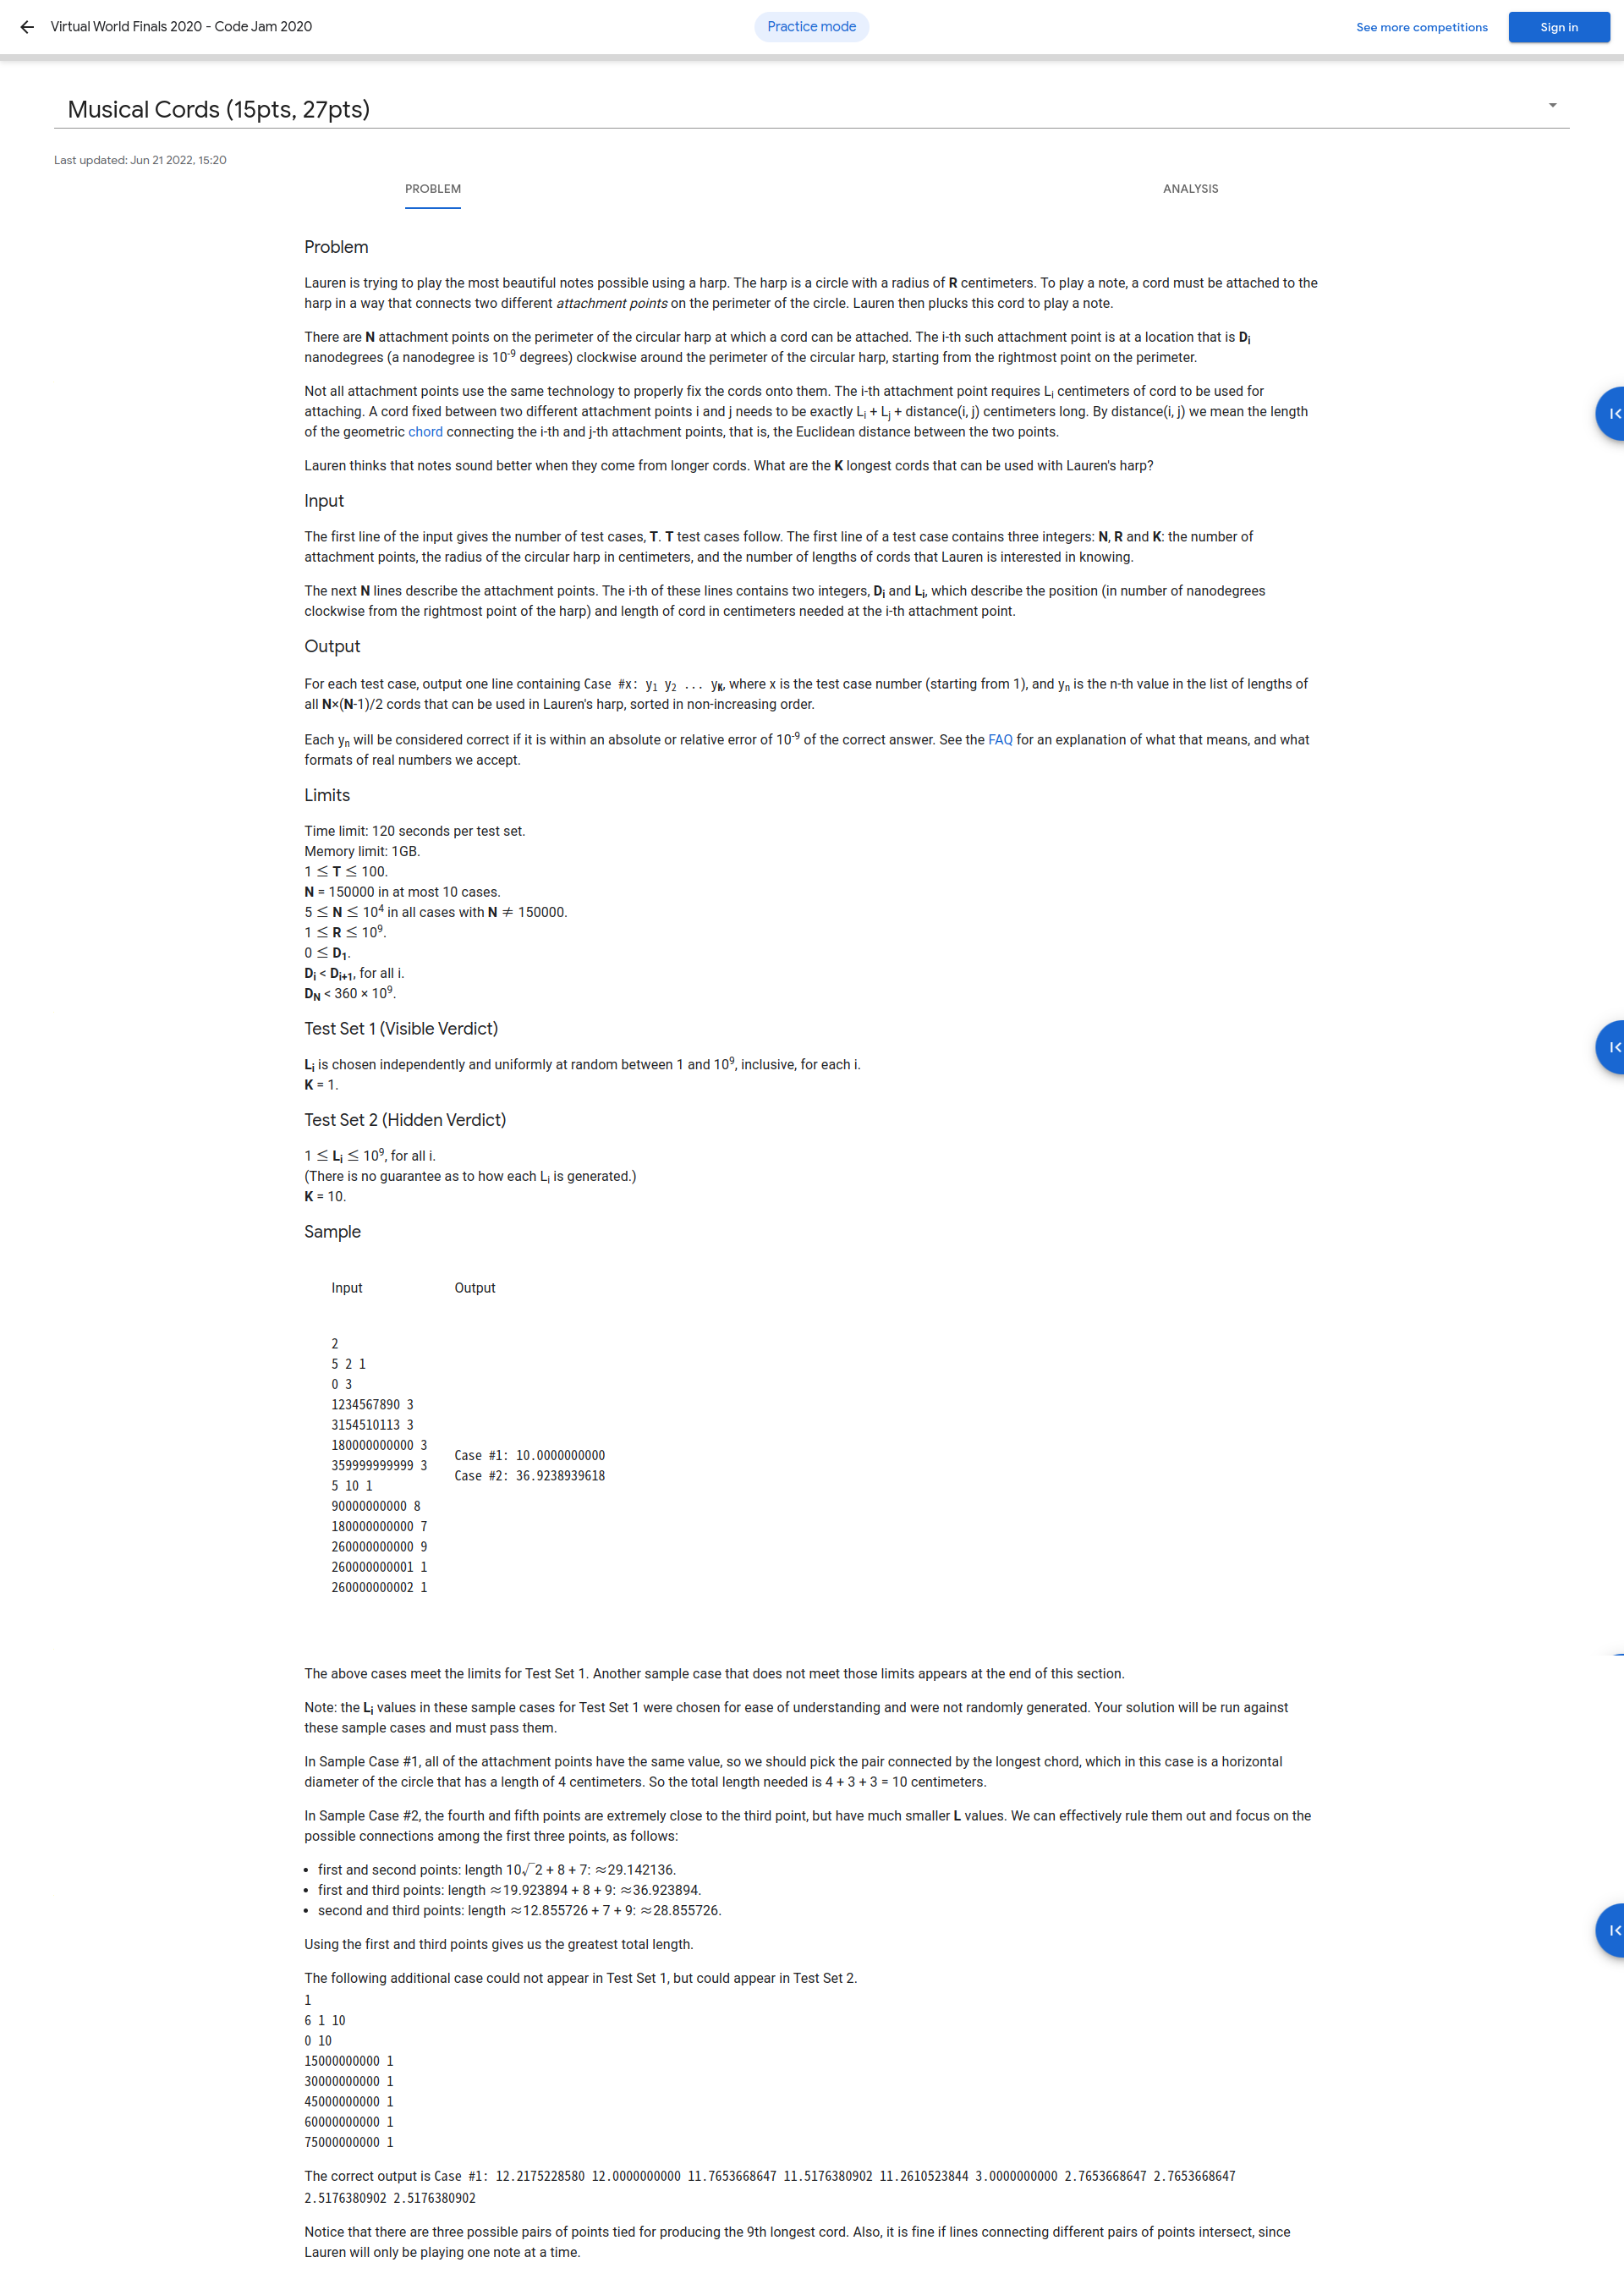 Virtual World Finals 2020 - Code Jam 2020
Practice mode
See more competitions
Sign in
Musical Cords (15pts, 27pts)
Last updated: Jun 21 2022, 15:20
PROBLEM
ANALYSIS
Problem
Lauren is trying to play the most beautiful notes possible using a harp. The harp is a circle with a radius of R centimeters. To play a note, a cord must be attached to the
harp in a way that connects two different attachment points on the perimeter of the circle. Lauren then plucks this cord to play a note.
There are N attachment points on the perimeter of the circular harp at which a cord can be attached. The i-th such attachment point is at a location that is Di
nanodegrees (a nanodegree is 10-9 degrees) clockwise around the perimeter of the circular harp, starting from the rightmost point on the perimeter.
Not all attachment points use the same technology to properly fix the cords onto them. The i-th attachment point requires Li centimeters of cord to be used for
attaching. A cord fixed between two different attachment points i and j needs to be exactly Li + Lj + distance(i, j) centimeters long. By distance(i, j) we mean the length
of the geometric chord connecting the i-th and j-th attachment points, that is, the Euclidean distance between the two points.
Lauren thinks that notes sound better when they come from longer cords. What are the K longest cords that can be used with Lauren's harp?
Input
The first line of the input gives the number of test cases, T. T test cases follow. The first line of a test case contains three integers: N, R and K: the number of
attachment points, the radius of the circular harp in centimeters, and the number of lengths of cords that Lauren is interested in knowing.
The next N lines describe the attachment points. The i-th of these lines contains two integers, Di and Li, which describe the position (in number of nanodegrees
clockwise from the rightmost point of the harp) and length of cord in centimeters needed at the i-th attachment point.
Output
For each test case, output one line containing Case #x: y1 y2 ... yK, where x is the test case number (starting from 1), and yn is the n-th value in the list of lengths of
all N×(N-1)/2 cords that can be used in Lauren's harp, sorted in non-increasing order.
Each yn will be considered correct if it is within an absolute or relative error of 10-9 of the correct answer. See the FAQ for an explanation of what that means, and what
formats of real numbers we accept.
Limits
Time limit: 120 seconds per test set.
Memory limit: 1GB.
1 ≤ T ≤ 100.
N = 150000 in at most 10 cases.
5 ≤ N ≤ 10^4 in all cases with N ≠ 150000.
1 ≤ R ≤ 10^9.
0 ≤ D1.
Di < Di+1, for all i.
DN < 360 × 10^9.
Test Set 1 (Visible Verdict)
Li is chosen independently and uniformly at random between 1 and 10^9, inclusive, for each i.
K = 1.
Test Set 2 (Hidden Verdict)
1 ≤ Li ≤ 10^9, for all i.
(There is no guarantee as to how each Li is generated.)
K = 10.
Sample
Input
Output
2
5 2 1
0 3
1234567890 3
3154510113 3
180000000000 3
359999999999 3
5 10 1
90000000000 8
180000000000 7
260000000000 9
260000000001 1
260000000002 1
Case #1: 10.0000000000
Case #2: 36.9238939618
The above cases meet the limits for Test Set 1. Another sample case that does not meet those limits appears at the end of this section.
Note: the Li values in these sample cases for Test Set 1 were chosen for ease of understanding and were not randomly generated. Your solution will be run against
these sample cases and must pass them.
In Sample Case #1, all of the attachment points have the same value, so we should pick the pair connected by the longest chord, which in this case is a horizontal
diameter of the circle that has a length of 4 centimeters. So the total length needed is 4 + 3 + 3 = 10 centimeters.
In Sample Case #2, the fourth and fifth points are extremely close to the third point, but have much smaller L values. We can effectively rule them out and focus on the
possible connections among the first three points, as follows:
• first and second points: length 10√2 + 8 + 7: ≈29.142136.
• first and third points: length ≈19.923894 + 8 + 9: ≈36.923894.
• second and third points: length ≈12.855726 + 7 + 9: ≈28.855726.
Using the first and third points gives us the greatest total length.
The following additional case could not appear in Test Set 1, but could appear in Test Set 2.
1
6 1 10
0 10
15000000000 1
30000000000 1
45000000000 1
60000000000 1
75000000000 1
The correct output is Case #1: 12.2175228580 12.0000000000 11.7653668647 11.5176380902 11.2610523844 3.0000000000 2.7653668647 2.7653668647
2.5176380902 2.5176380902
Notice that there are three possible pairs of points tied for producing the 9th longest cord. Also, it is fine if lines connecting different pairs of points intersect, since
Lauren will only be playing one note at a time.